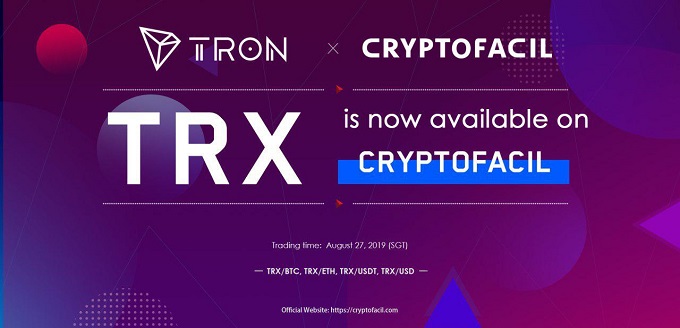 TRON × CRYPTOFACIL
TRX
is now available on
CRYPTOFACIL
Trading time: August 27, 2019 (SGT)
— TRX/BTC, TRX/ETH, TRX/USDT, TRX/USD —
Official Website: https://cryptofacil.com